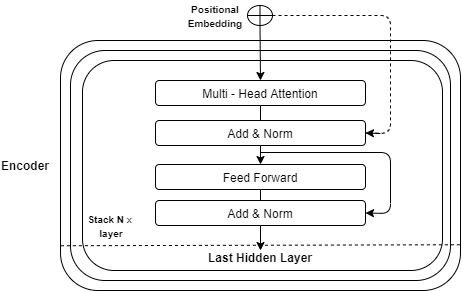 Positional
Embedding
Multi - Head Attention
Add & Norm
Encoder
Feed Forward
Add & Norm
Stack N x
layer
Last Hidden Layer